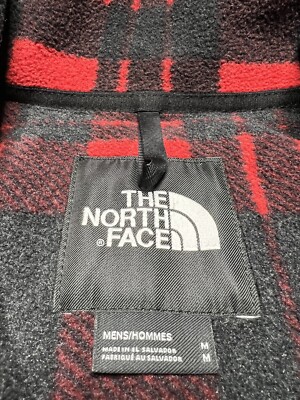 THE
NORTH
®FACE
MENS/HOMMES M
MADE IN EL SALVADOR
FABRIQUÉ AU SALVADOR M